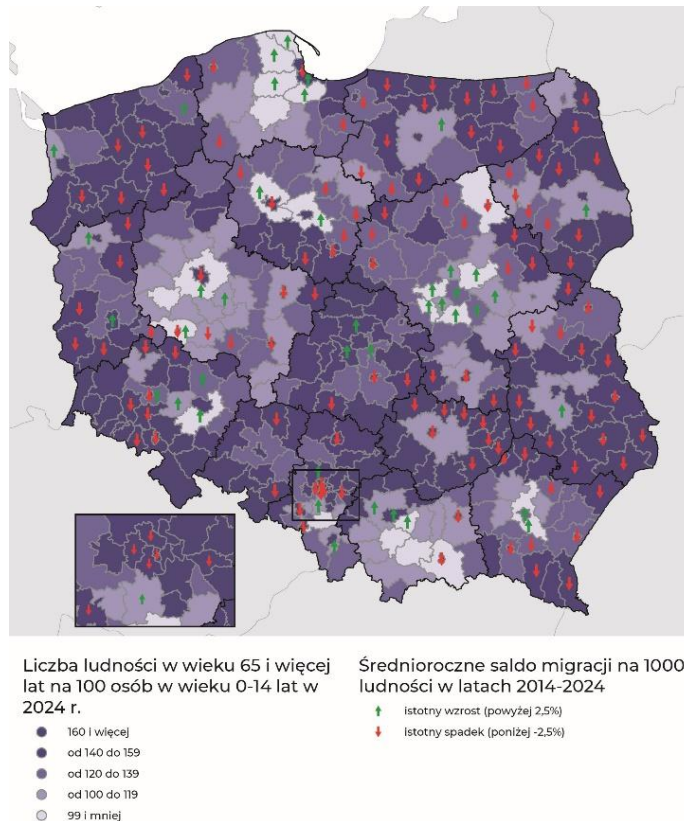 Liczba ludności w wieku 65 i więcej
lat na 100 osób w wieku 0-14 lat w
2024 r.
160 i więcej
od 140 do 159
od 120 do 139
od 100 do 119
99 i mniej
Średnioroczne saldo migracji na 1000
ludności w latach 2014-2024
istotny wzrost (powyżej 2,5%)
istotny spadek (poniżej -2,5%)